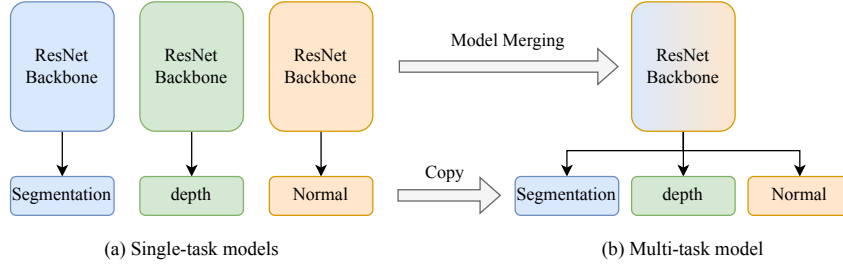 ResNet
Backbone
ResNet
Backbone
ResNet
Backbone
Model Merging
ResNet
Backbone
Segmentation
depth
Normal
Copy
Segmentation
depth
Normal
(a) Single-task models
(b) Multi-task model